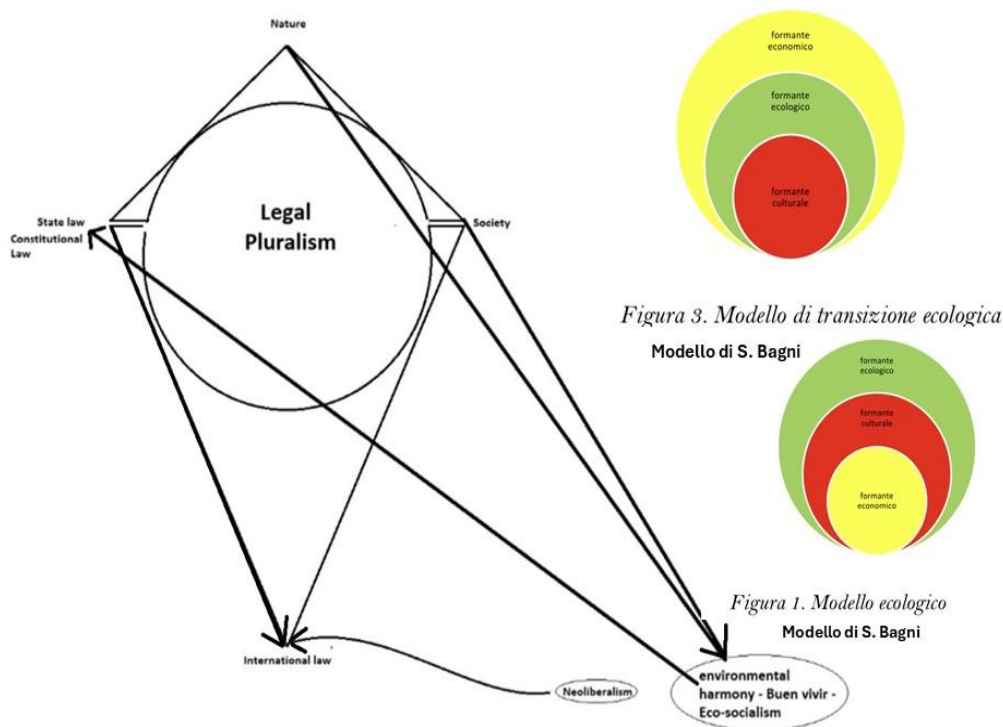 Nature
Legal
Pluralism
State law
Constitutional
Law
Society
International law
Neoliberalism
environmental
harmony - Buen vivir -
Eco-socialism
formante
economico
formante
ecologico
formante
culturale
Figura 3. Modello di transizione ecologica
Modello di S. Bagni
formante
ecologico
formante
culturale
formante
economico
Figura 1. Modello ecologico
Modello di S. Bagni